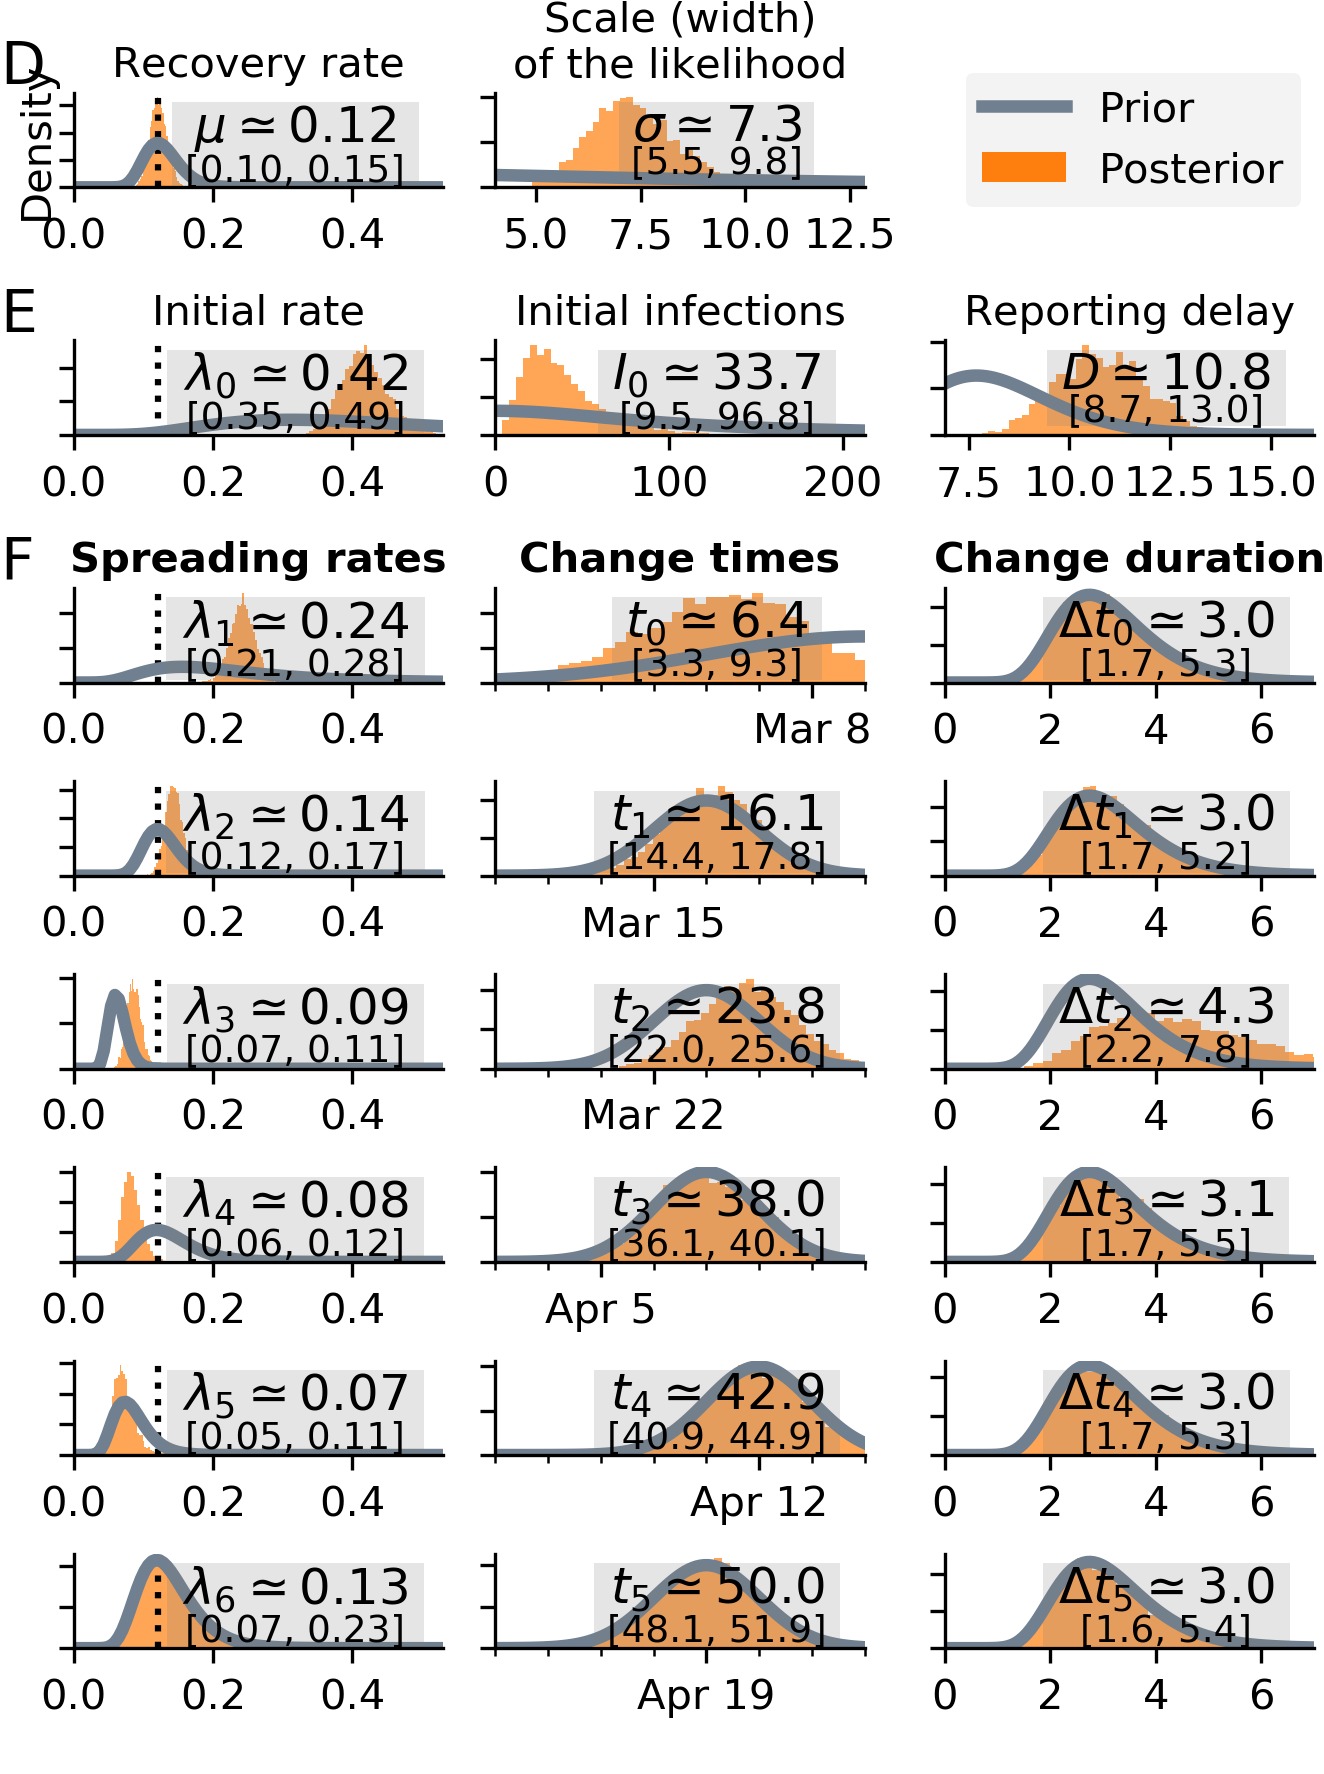 D
Recovery rate
Scale (width)
of the likelihood
Density
μ ≃ 0.12
[0.10, 0.15]
σ ≃ 7.3
[5.5, 9.8]
Prior
Posterior
0.0 0.2 0.4
5.0 7.5 10.0 12.5
E
Initial rate
Initial infections
Reporting delay
λ0 ≃ 0.42
[0.35, 0.49]
I0 ≃ 33.7
[9.5, 96.8]
D ≃ 10.8
[8.7, 13.0]
0.0 0.2 0.4
0 100 200
7.5 10.0 12.5 15.0
F
Spreading rates
Change times
Change duration
λ1 ≃ 0.24
[0.21, 0.28]
t0 ≃ 6.4
[3.3, 9.3]
Δt0 ≃ 3.0
[1.7, 5.3]
0.0 0.2 0.4
Mar 8
0 2 4 6
λ2 ≃ 0.14
[0.12, 0.17]
t1 ≃ 16.1
[14.4, 17.8]
Δt1 ≃ 3.0
[1.7, 5.2]
0.0 0.2 0.4
Mar 15
0 2 4 6
λ3 ≃ 0.09
[0.07, 0.11]
t2 ≃ 23.8
[22.0, 25.6]
Δt2 ≃ 4.3
[2.2, 7.8]
0.0 0.2 0.4
Mar 22
0 2 4 6
λ4 ≃ 0.08
[0.06, 0.12]
t3 ≃ 38.0
[36.1, 40.1]
Δt3 ≃ 3.1
[1.7, 5.5]
0.0 0.2 0.4
Apr 5
0 2 4 6
λ5 ≃ 0.07
[0.05, 0.11]
t4 ≃ 42.9
[40.9, 44.9]
Δt4 ≃ 3.0
[1.7, 5.3]
0.0 0.2 0.4
Apr 12
0 2 4 6
λ6 ≃ 0.13
[0.07, 0.23]
t5 ≃ 50.0
[48.1, 51.9]
Δt5 ≃ 3.0
[1.6, 5.4]
0.0 0.2 0.4
Apr 19
0 2 4 6